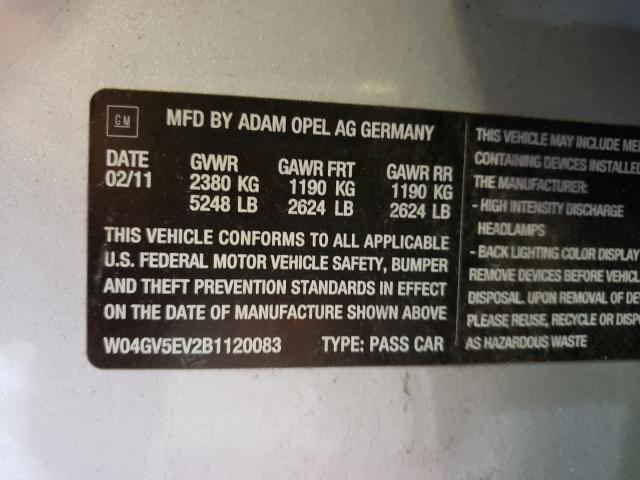 GM
MFD BY ADAM OPEL AG GERMANY
DATE GVWR GAWR FRT GAWR RR
02/11 2380 KG 1190 KG 1190 KG
5248 LB 2624 LB 2624 LB
THIS VEHICLE CONFORMS TO ALL APPLICABLE
U.S. FEDERAL MOTOR VEHICLE SAFETY, BUMPER
AND THEFT PREVENTION STANDARDS IN EFFECT
ON THE DATE OF MANUFACTURE SHOWN ABOVE
W04GV5EV2B1120083 TYPE: PASS CAR
THIS VEHICLE MAY INCLUDE
CONTAINING DEVICES INSTALLED
THE MANUFACTURER:
- HIGH INTENSITY DISCHARGE
HEADLAMPS
- BACK LIGHTING COLOR DISPLAY
REMOVE DEVICES BEFORE
DISPOSAL. UPON REMOVAL OF
PLEASE REUSE, RECYCLE OR
AS HAZARDOUS WASTE